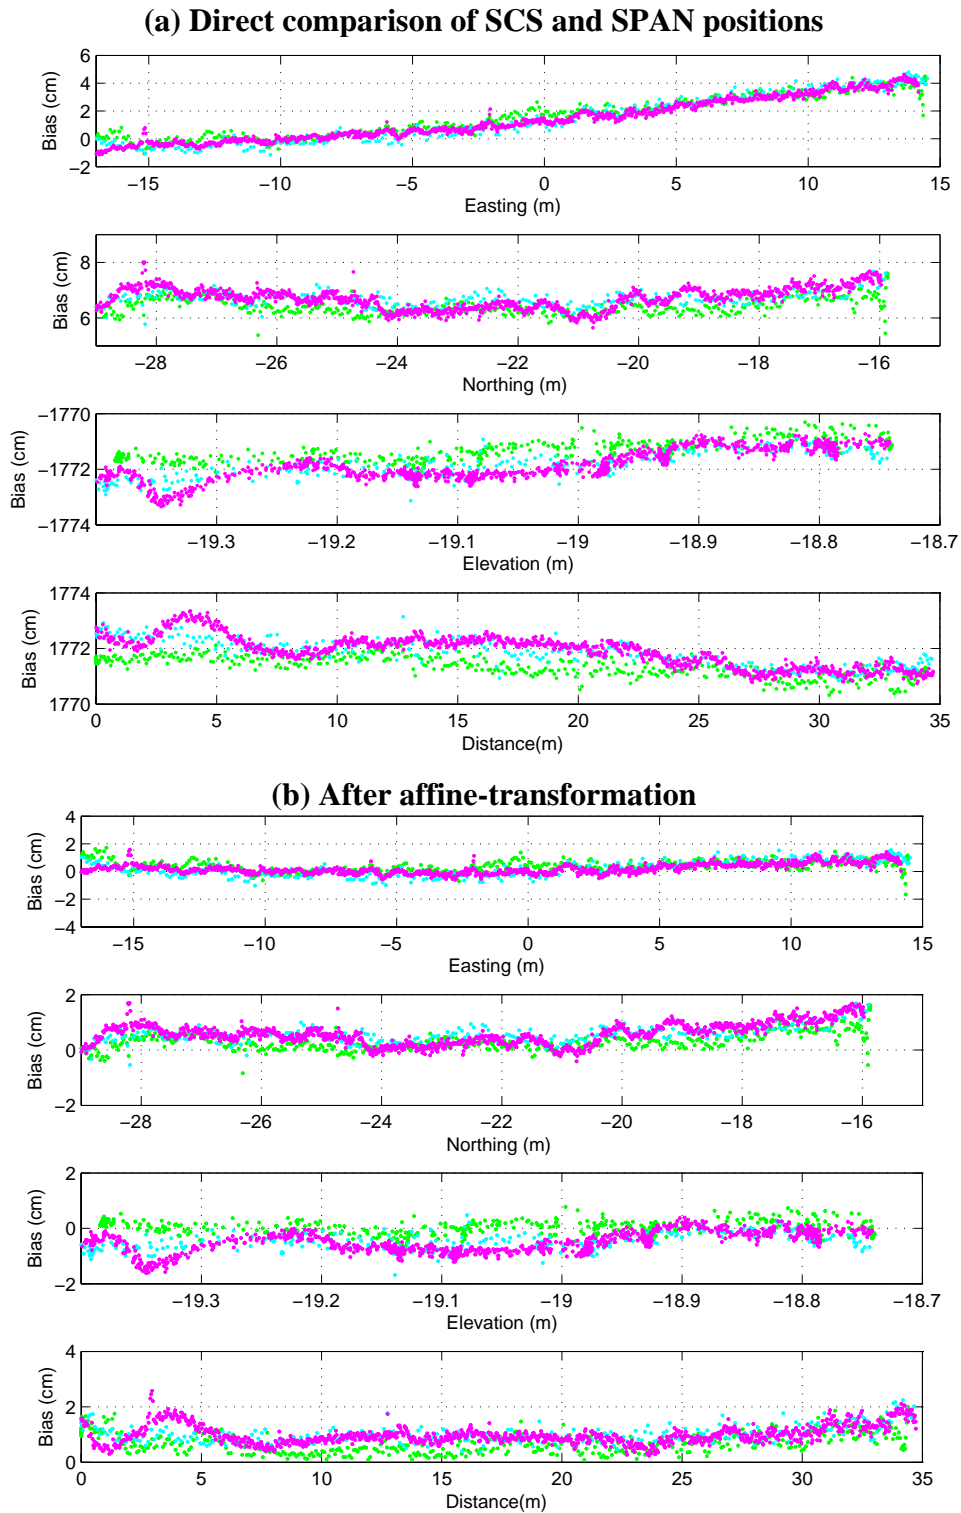 (a) Direct comparison of SCS and SPAN positions
6
4
2
0
−2
Bias (cm)
−15 −10 −5 0 5 10 15
Easting (m)
8
6
Bias (cm)
−28 −26 −24 −22 −20 −18 −16
Northing (m)
−1770
−1772
−1774
Bias (cm)
−19.3 −19.2 −19.1 −19 −18.9 −18.8 −18.7
Elevation (m)
1774
1772
1770
Bias (cm)
0 5 10 15 20 25 30 35
Distance(m)
(b) After affine-transformation
4
2
0
−2
−4
Bias (cm)
−15 −10 −5 0 5 10 15
Easting (m)
2
0
−2
Bias (cm)
−28 −26 −24 −22 −20 −18 −16
Northing (m)
2
0
−2
Bias (cm)
−19.3 −19.2 −19.1 −19 −18.9 −18.8 −18.7
Elevation (m)
4
2
0
Bias (cm)
0 5 10 15 20 25 30 35
Distance(m)